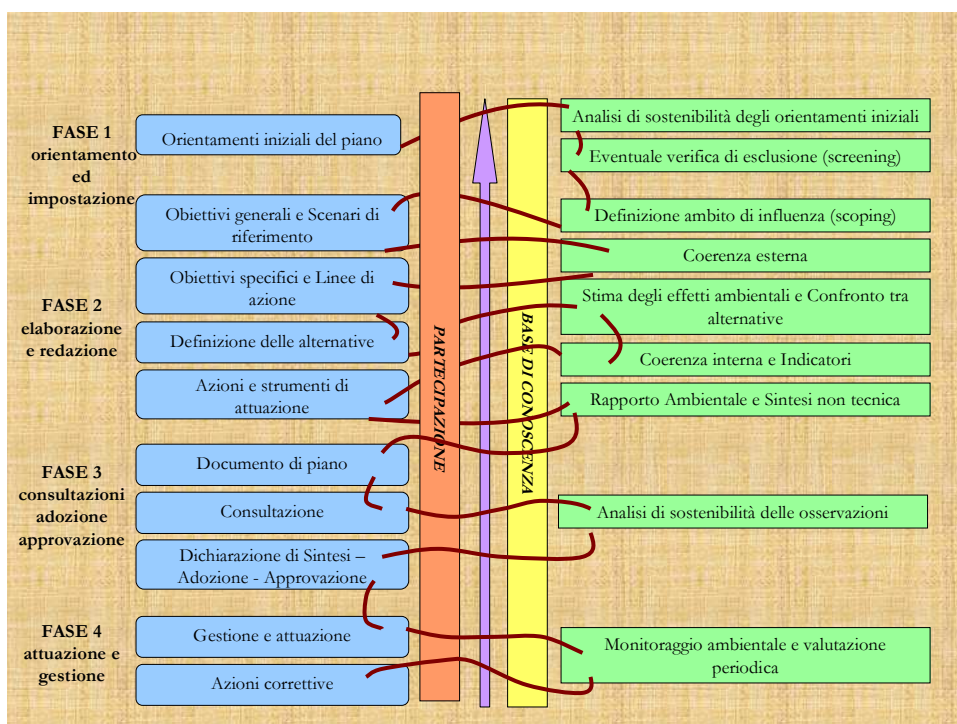 FASE 1
orientamento
ed
impostazione
Orientamenti iniziali del piano
Obiettivi generali e Scenari di
riferimento
FASE 2
elaborazione
e redazione
Obiettivi specifici e Linee di
azione
Definizione delle alternative
Azioni e strumenti di
attuazione
FASE 3
consultazioni
adozione
approvazione
Documento di piano
Consultazione
Dichiarazione di Sintesi –
Adozione - Approvazione
FASE 4
attuazione e
gestione
Gestione e attuazione
Azioni correttive
PARTECIPAZIONE
BASE DI CONOSCENZA
Analisi di sostenibilità degli orientamenti iniziali
Eventuale verifica di esclusione (screening)
Definizione ambito di influenza (scoping)
Coerenza esterna
Stima degli effetti ambientali e Confronto tra
alternative
Coerenza interna e Indicatori
Rapporto Ambientale e Sintesi non tecnica
Analisi di sostenibilità delle osservazioni
Monitoraggio ambientale e valutazione
periodica